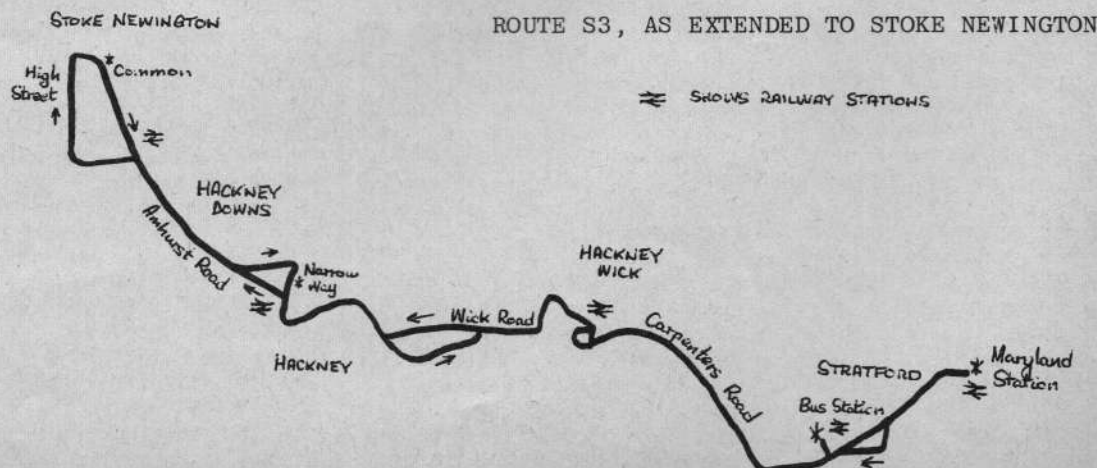 ROUTE S3, AS EXTENDED TO STOKE NEWINGTON
STOKE NEWINGTON
Common
High
Street
SHOWS RAILWAY STATIONS
HACKNEY
DOWNS
Amhurst Road
Narrow
Way
HACKNEY
Wick Road
HACKNEY
WICK
Carpenters Road
STRATFORD
Maryland
Station
Bus Station